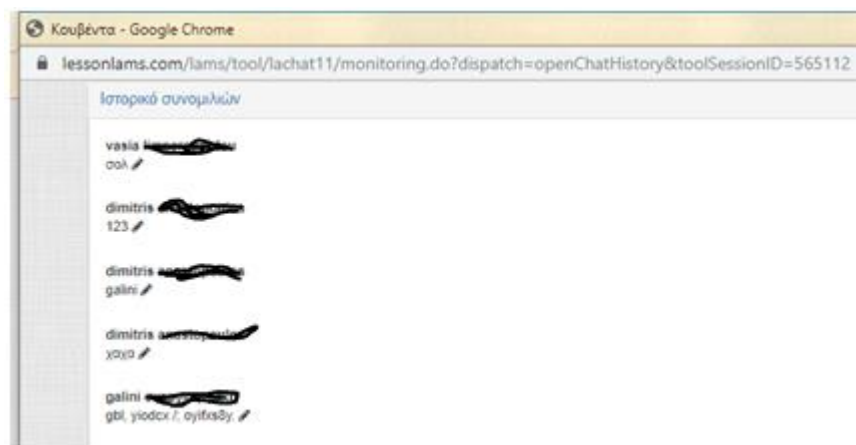 Κουβέντα - Google Chrome
lessonlams.com/lams/tool/lachat11/monitoring.do?dispatch=openChatHistory&toolSessionID=565112
Ιστορικό συνομιλιών
vasia
σολ
dimitris
123
dimitris
galini
dimitris
χαχα
galini
gbl, yiodcx /; oyifxs8y,